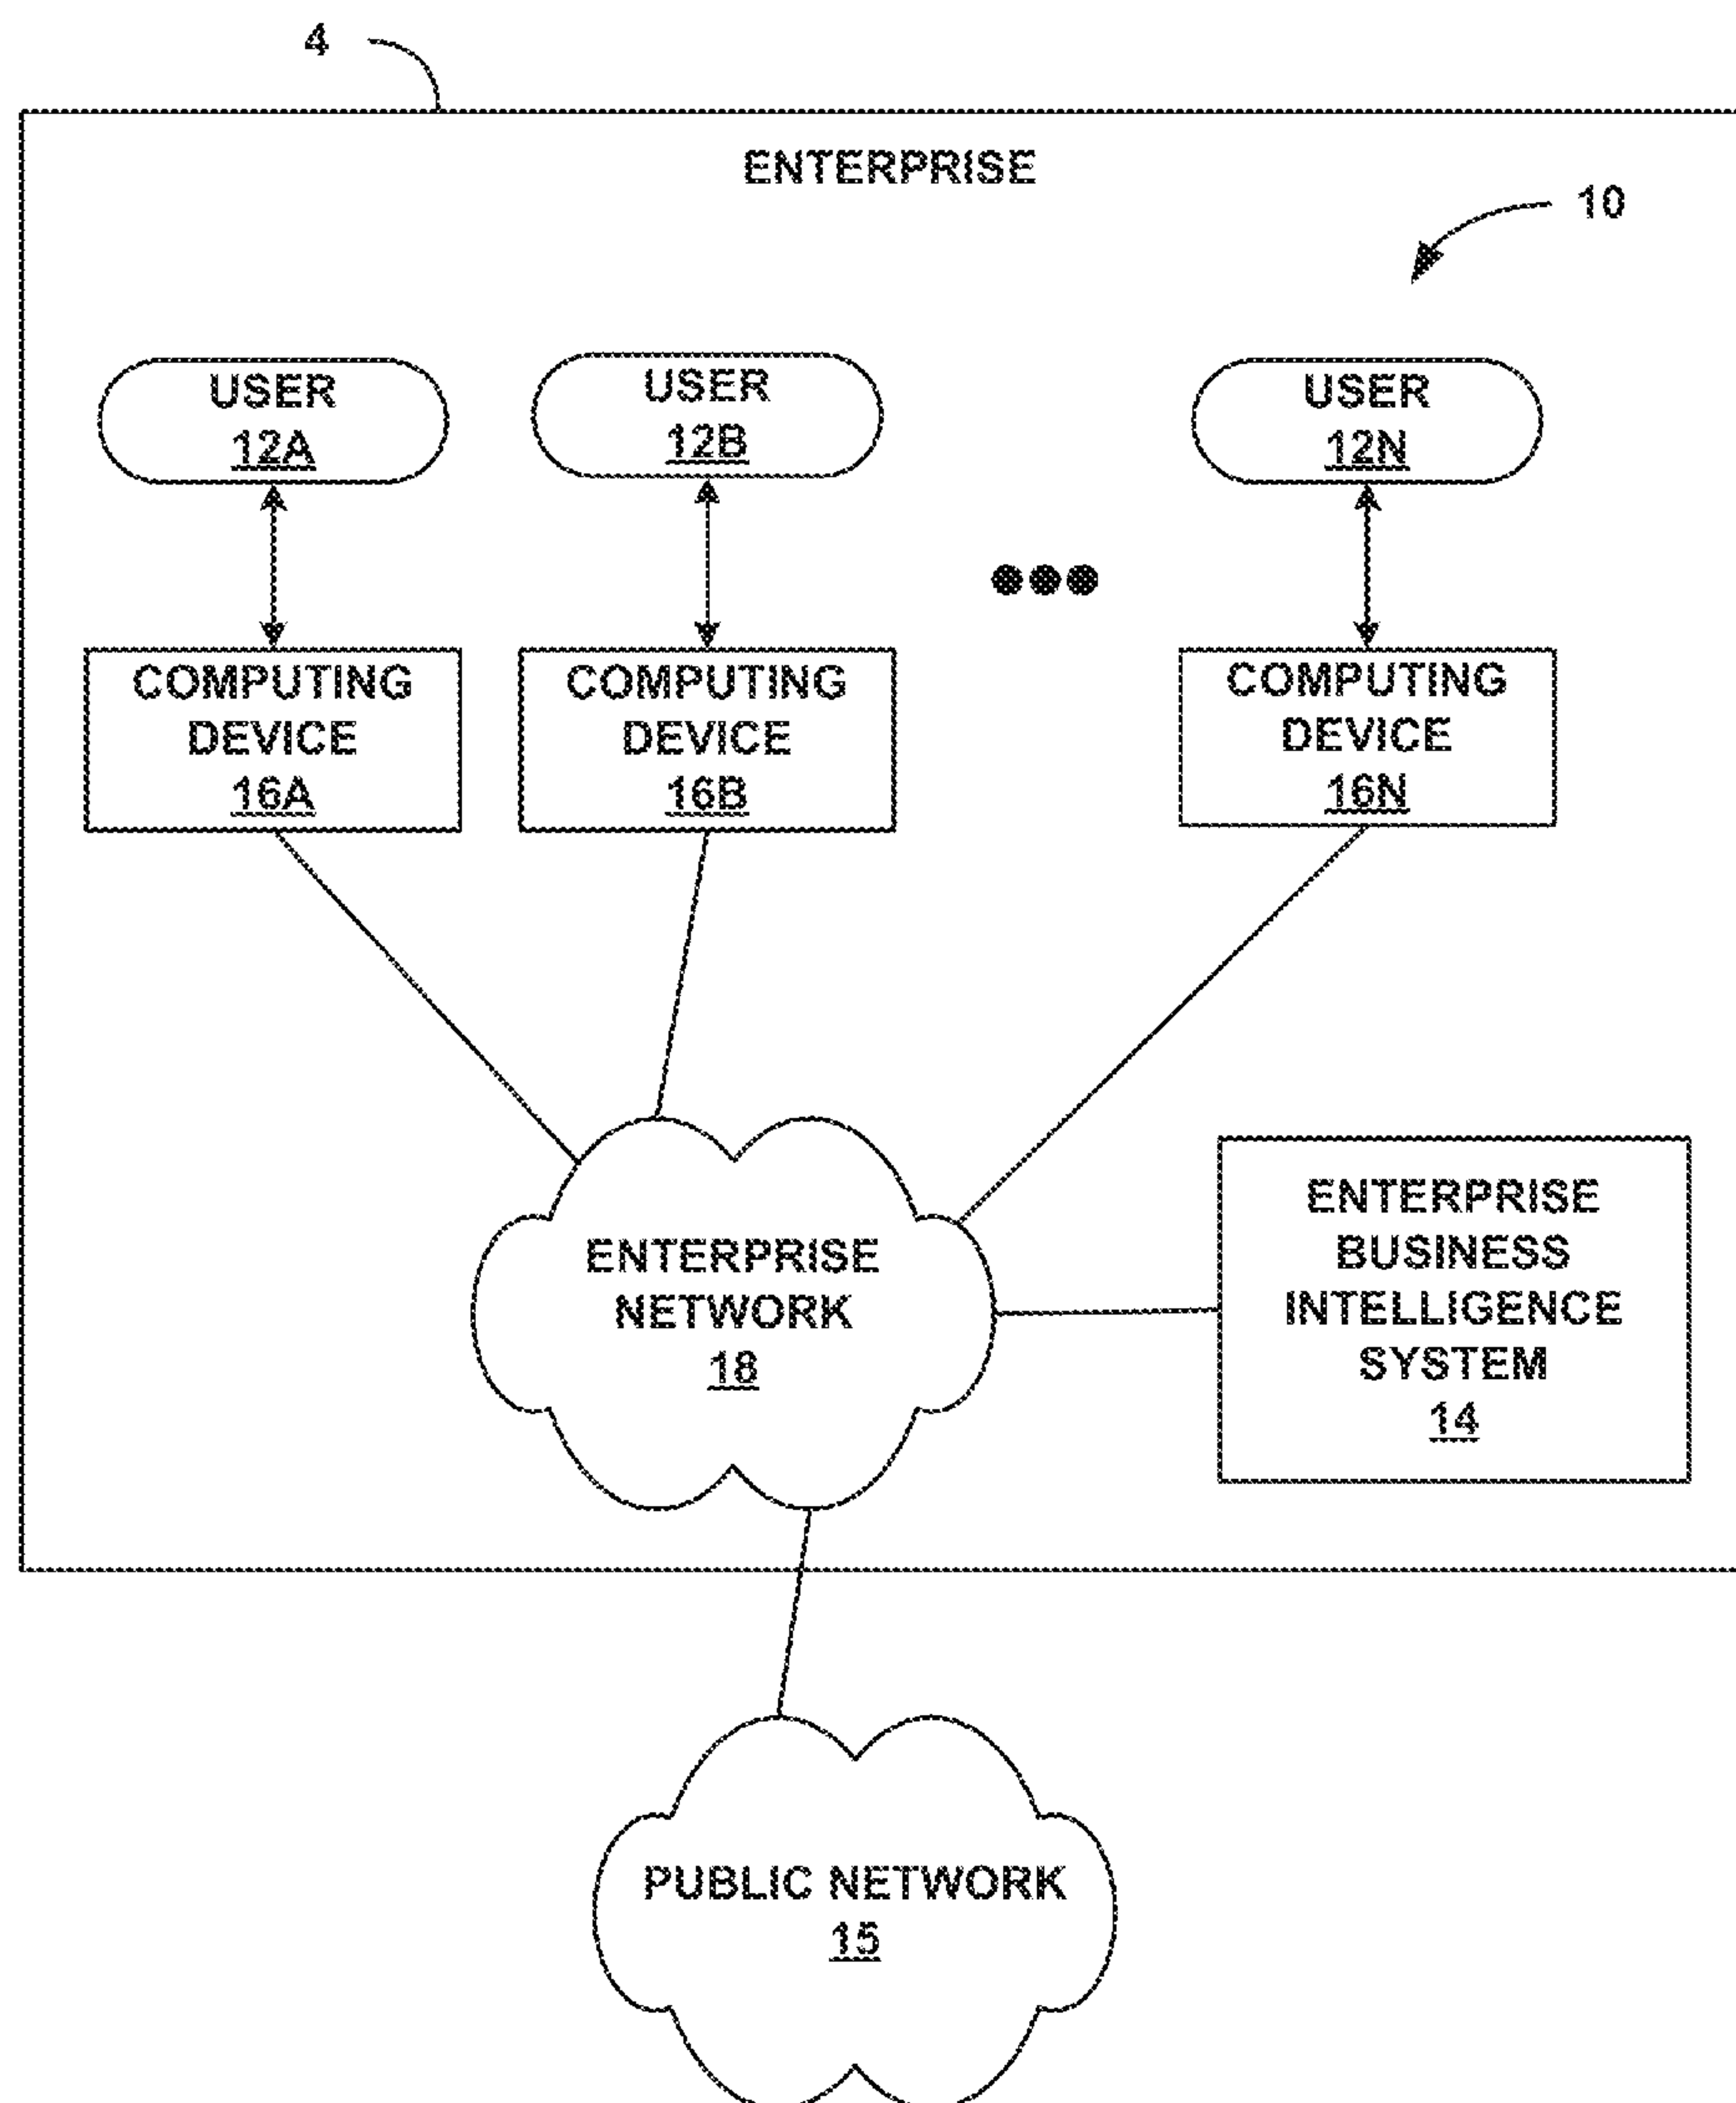 4
ENTERPRISE
10
USER
12A
USER
12B
USER
12N
COMPUTING
DEVICE
16A
COMPUTING
DEVICE
16B
COMPUTING
DEVICE
16N
ENTERPRISE
NETWORK
18
ENTERPRISE
BUSINESS
INTELLIGENCE
SYSTEM
14
PUBLIC NETWORK
15